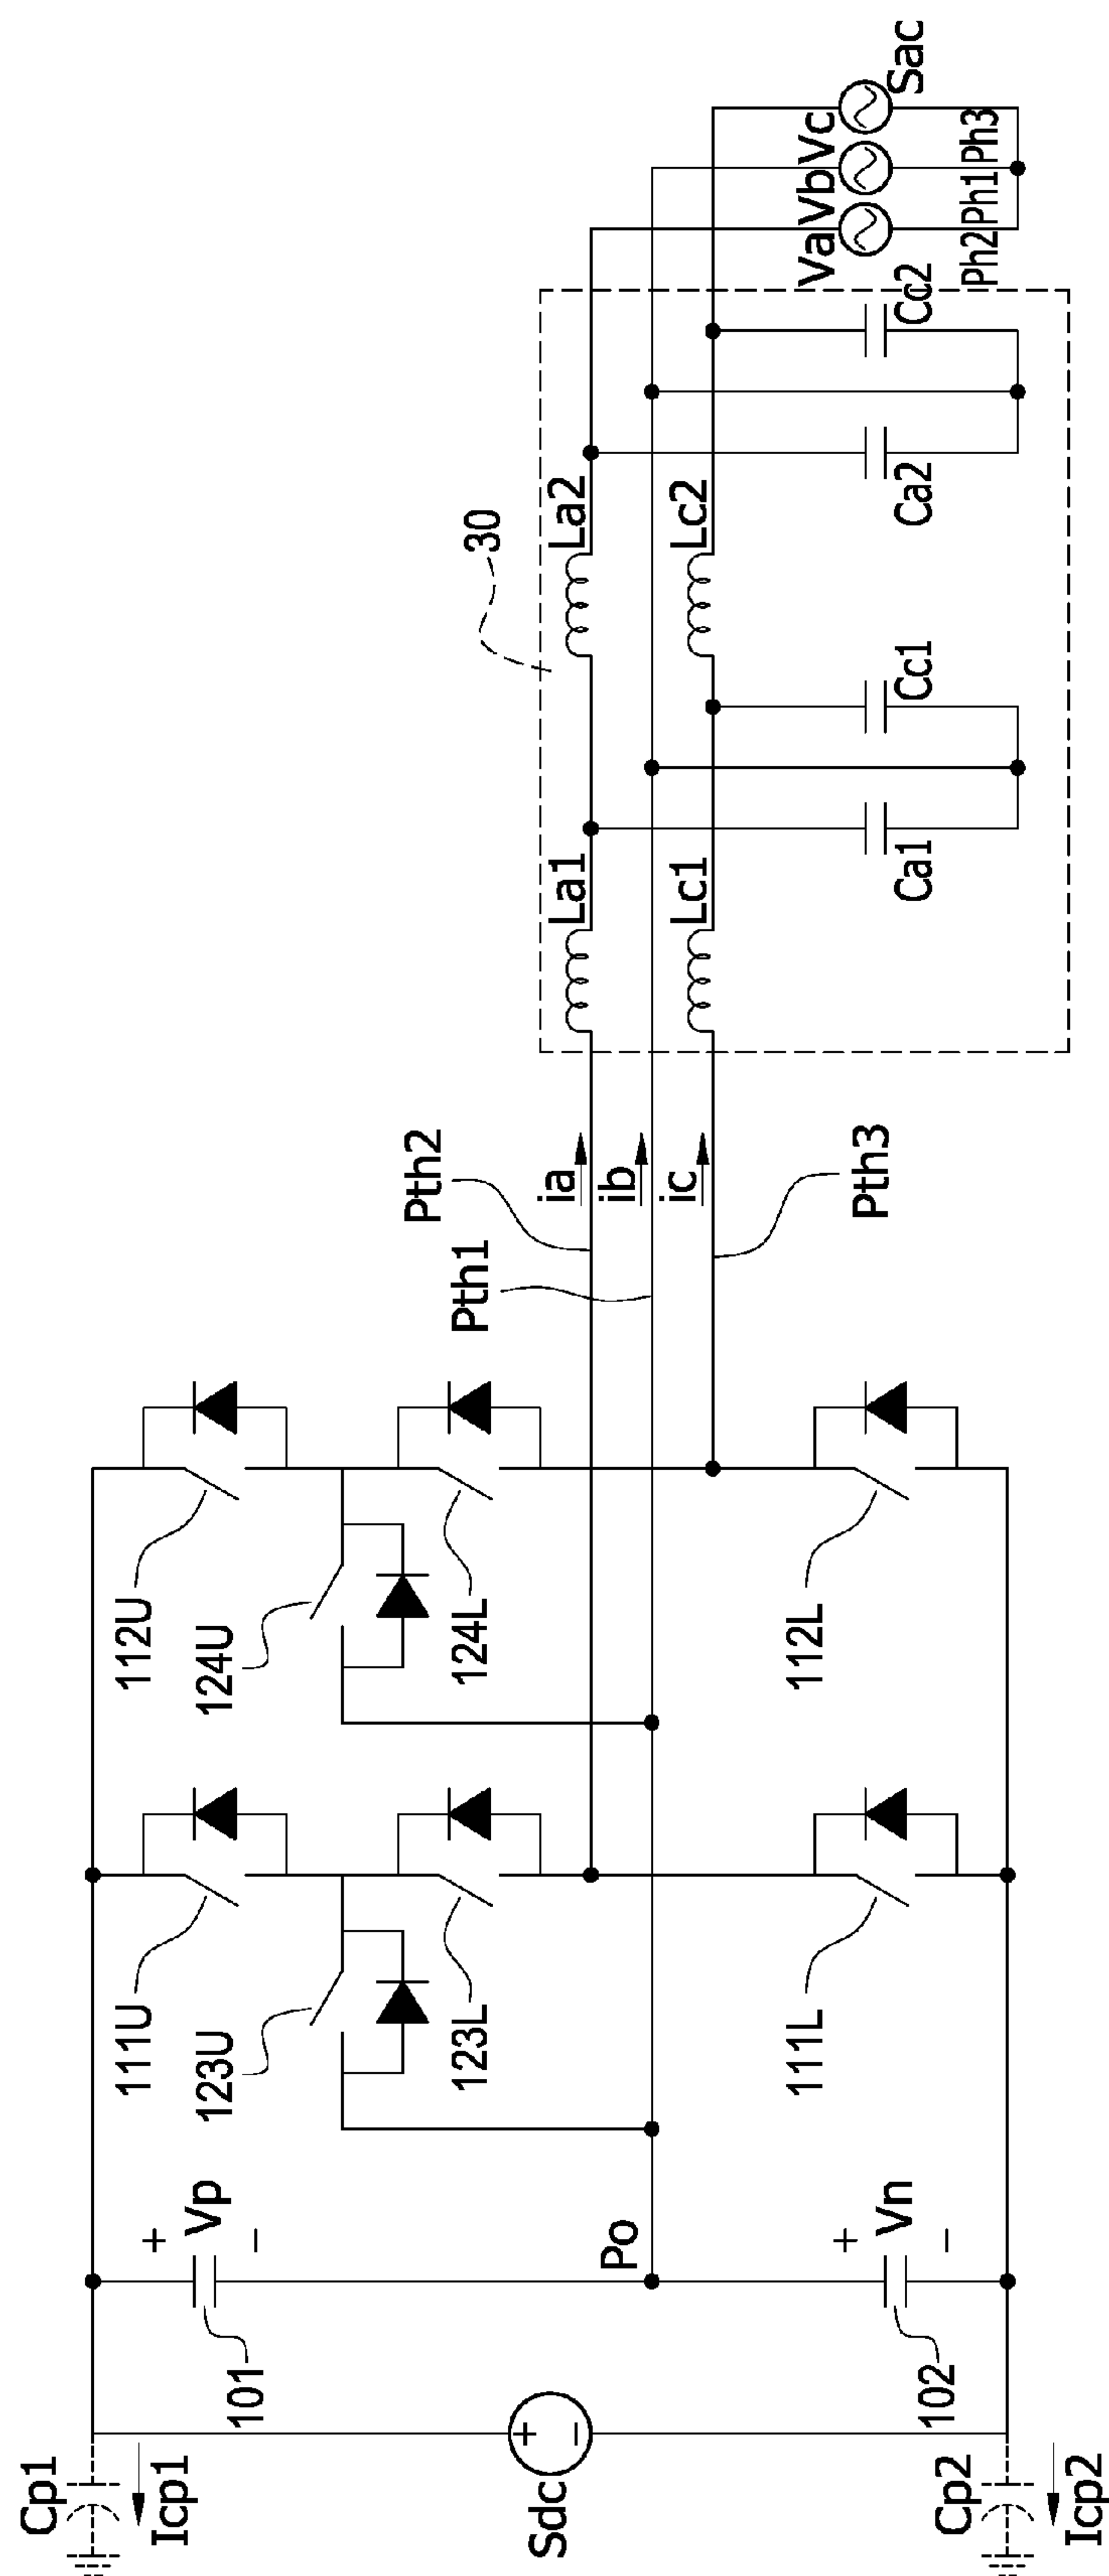 Cp1
Icp1
Sdc
Cp2
Icp2
101
+
Vp
−
Po
102
+
Vn
−
+
−
111U
123U
123L
111L
112U
124U
124L
112L
Pth1
Pth2
Pth3
ia
ib
ic
30
La1
Lc1
Ca1
Cc1
La2
Lc2
Ca2
Cc2
Va
Vb
Vc
Sac
Ph2
Ph1
Ph3